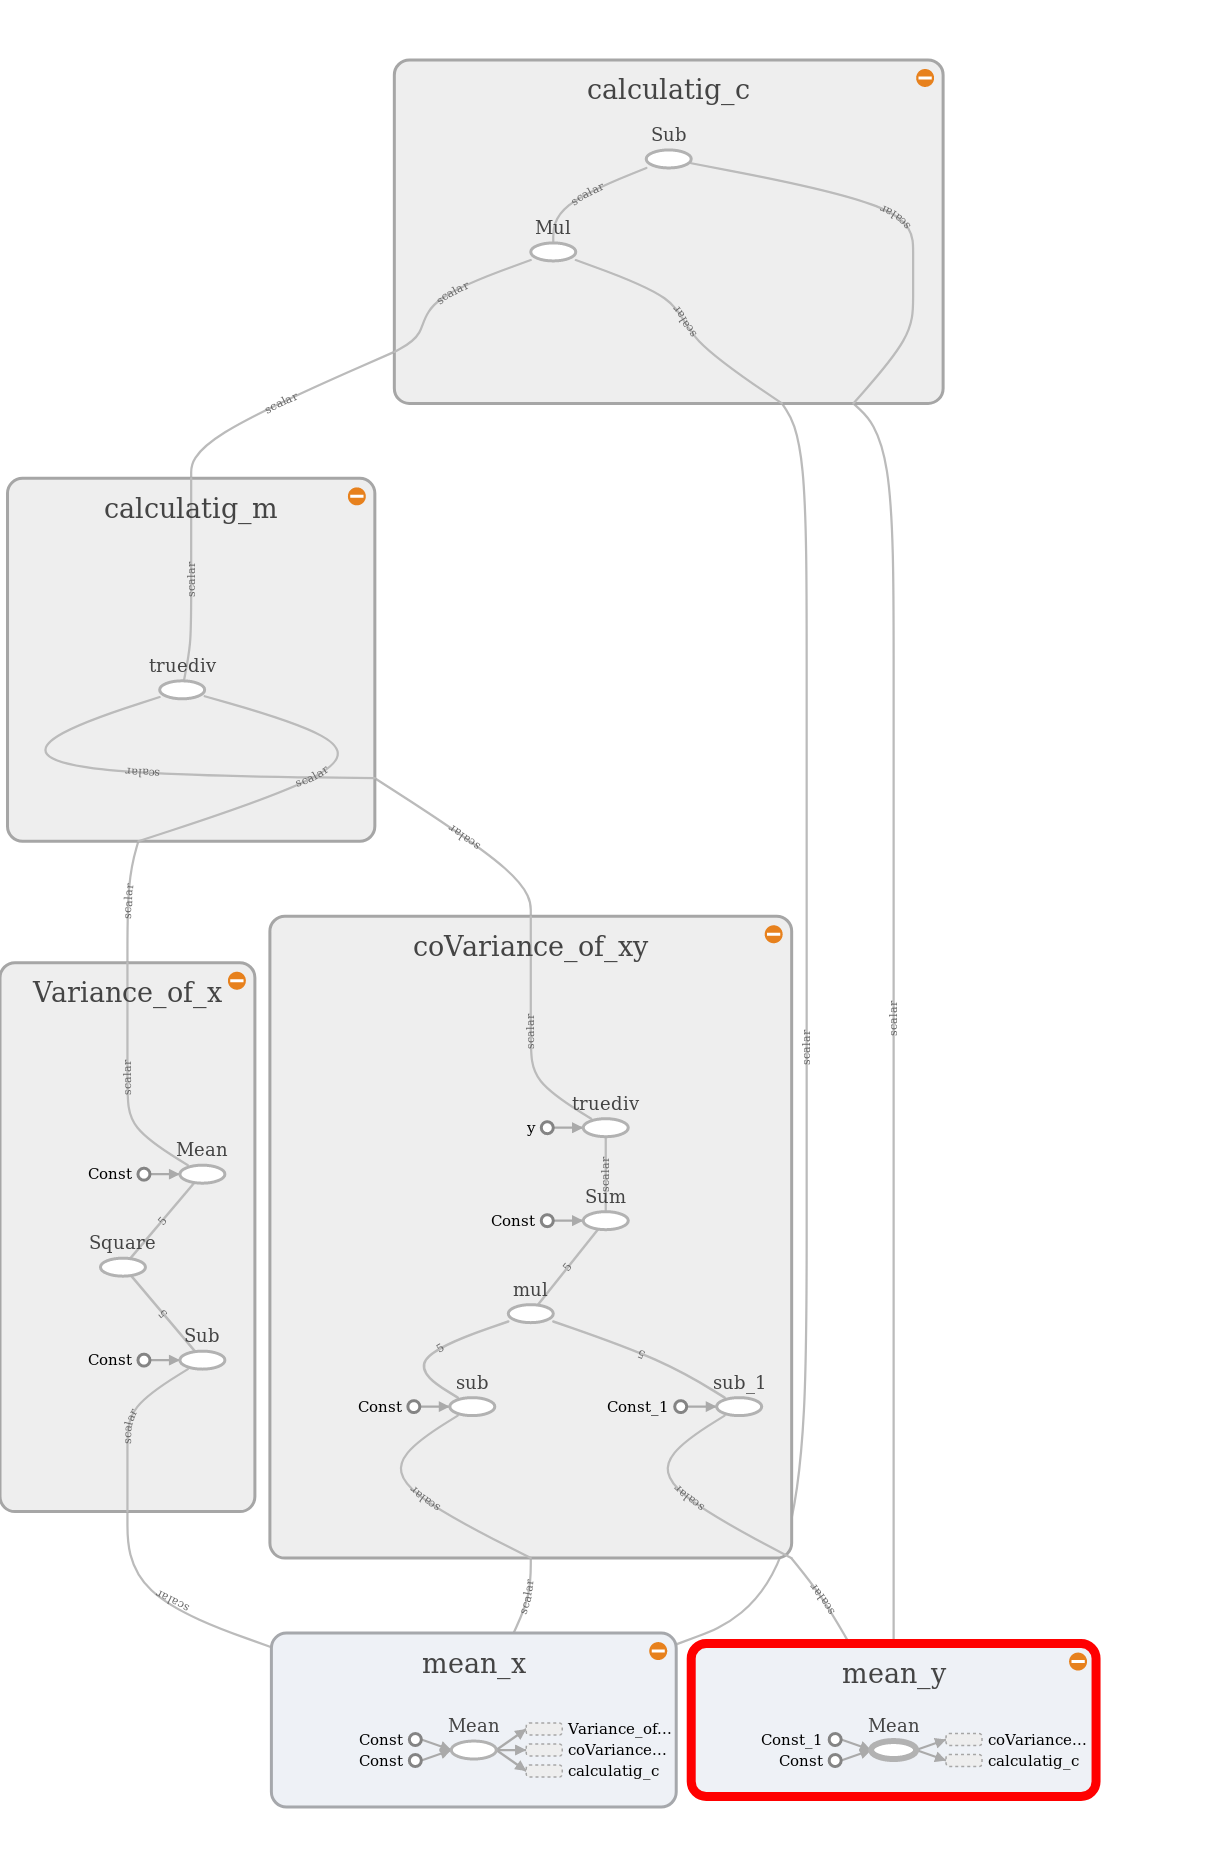 calculatig_c
Sub
scalar
scalar
Mul
scalar
scalar
scalar
calculatig_m
scalar
truediv
scalar
scalar
scalar
scalar
coVariance_of_xy
Variance_of_x
scalar
scalar
scalar
scalar
scalar
truediv
y
Mean
Const
scalar
Sum
Const
5
Square
5
mul
5
Sub
Const
5
5
sub
Const
sub_1
Const_1
scalar
scalar
scalar
scalar
scalar
scalar
mean_x
mean_y
Mean
Const
Const
Variance_of...
coVariance...
calculatig_c
Mean
Const_1
Const
coVariance...
calculatig_c